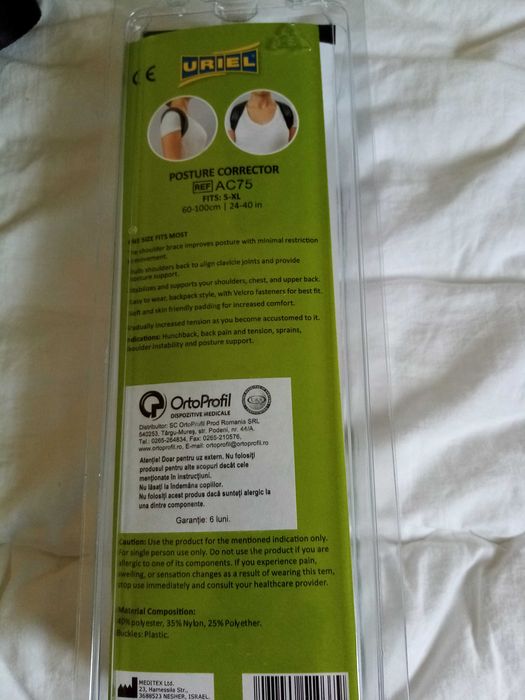 CE
URIEL
POSTURE CORRECTOR
REF AC75
FITS: S-XL
60-100cm | 24-40 in
ONE SIZE FITS MOST
The shoulder brace improves posture with minimal restriction
movement.
Pulls shoulders back to align clavicle joints and provide
posture support.
Stabilizes and supports your shoulders, chest, and upper back.
Easy to wear, backpack style, with Velcro fasteners for best fit.
Soft and skin friendly padding for increased comfort.
Gradually increased tension as you become accustomed to it.
Indications: Hunchback, back pain and tension, sprains,
shoulder instability and posture support.
OrtoProfil
DISPOZITIVE MEDICALE
Distribuitor: SC OrtoProfil Prod Romania SRL
540253, Târgu-Mureș, str. Podeni, nr. 44/A.
Tel.: 0265-264834, Fax: 0265-210576,
www.ortoprofil.ro, E-mail: ortoprofil@ortoprofil.ro
Atenție! Doar pentru uz extern. Nu folosiți
produsul pentru alte scopuri decât cele
menționate în instrucțiuni.
Nu lăsați la îndemâna copiilor.
Nu folosiți acest produs dacă sunteți alergic la
una dintre componente.
Garanție: 6 luni.
Caution: Use the product for the mentioned indication only.
For single person use only. Do not use the product if you are
allergic to one of its components. If you experience pain,
swelling, or sensation changes as a result of wearing this tem,
stop use immediately and consult your healthcare provider.
Material Composition:
40% polyester, 35% Nylon, 25% Polyether.
Buckles: Plastic.
MEDITEX Ltd.
23, Hamessila Str.,
3688523 NESHER, ISRAEL.